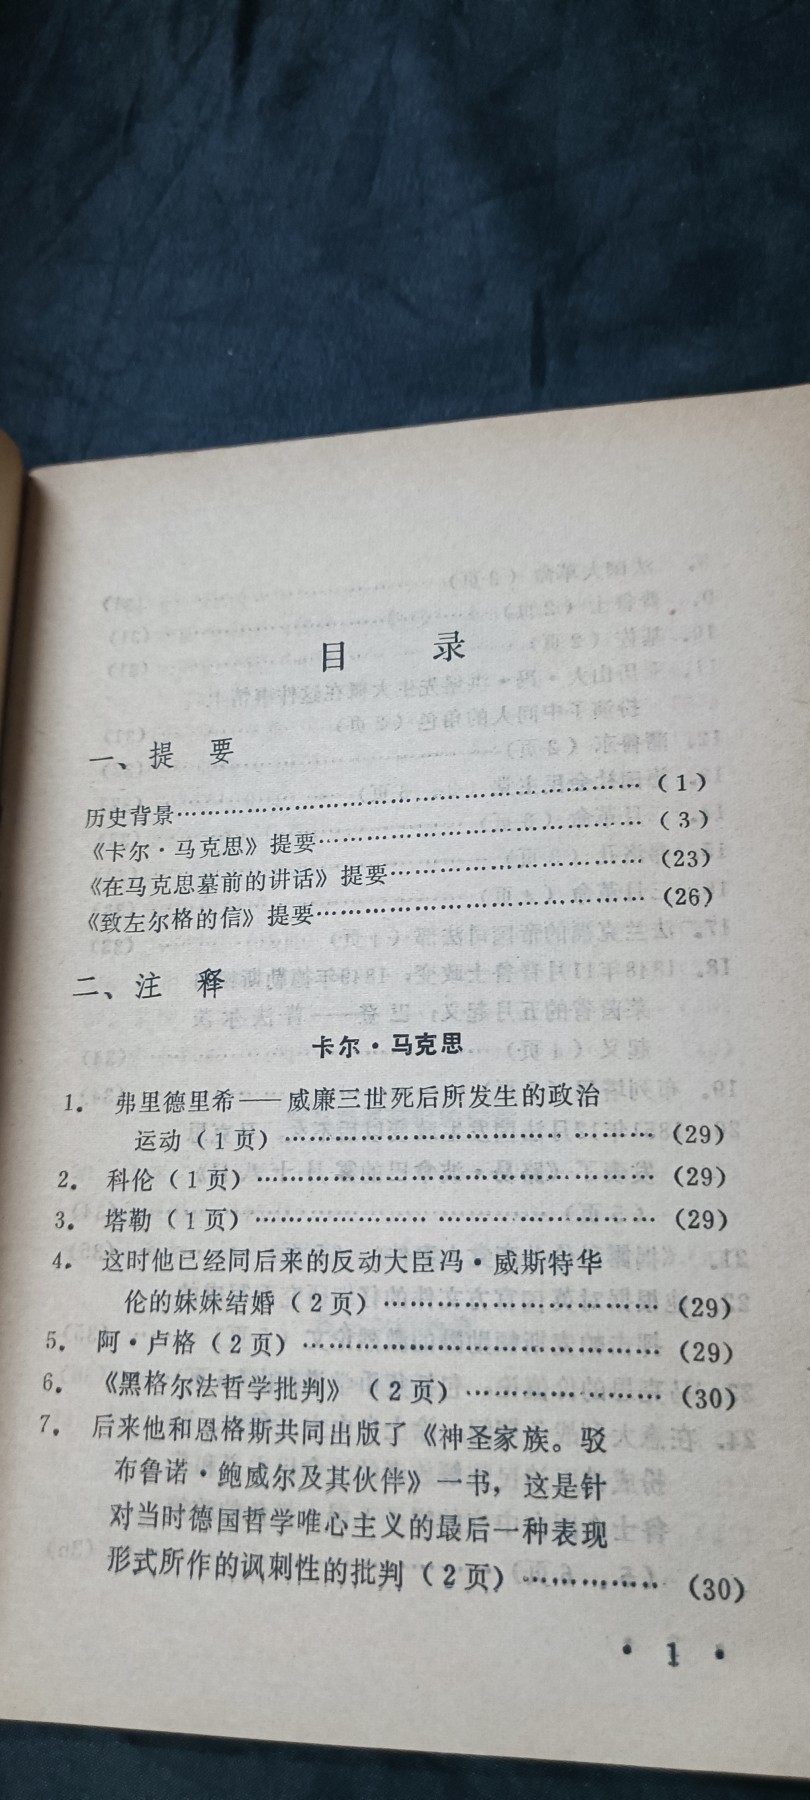 目 录
一、提 要
历史背景……………………………………………(1)
《卡尔·马克思》提要………………………………(3)
《在马克思墓前的讲话》提要………………………(23)
《致左尔格的信》提要………………………………(26)
二、注 释
卡尔·马克思
1. 弗里德里希——威廉三世死后所发生的政治
运动(1页)………………………………………(29)
2. 科伦(1页)………………………………………(29)
3. 塔勒(1页)………………………………………(29)
4. 这时他已经同后来的反动大臣冯·威斯特华
伦的妹妹结婚(2页)……………………………(29)
5. 阿·卢格(2页)…………………………………(29)
6. 《黑格尔法哲学批判》(2页)…………………(30)
7. 后来他和恩格斯共同出版了《神圣家族。驳
布鲁诺·鲍威尔及其伙伴》一书,这是针
对当时德国哲学唯心主义的最后一种表现
形式所作的讽刺性的批判(2页)……………(30)
• 1 •